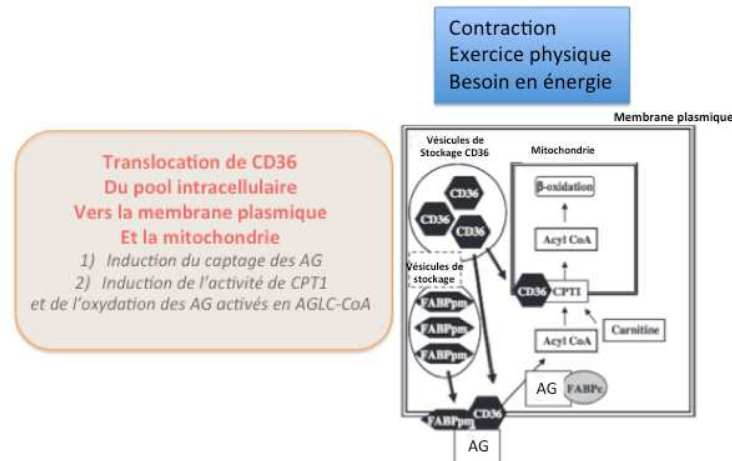 Contraction
Exercice physique
Besoin en énergie
Membrane plasmique
Translocation de CD36
Du pool intracellulaire
Vers la membrane plasmique
Et la mitochondrie
1) Induction du captage des AG
2) Induction de l'activité de CPT1
et de l'oxydation des AG activés en AGLC-CoA
Vésicules de
Stockage CD36
CD36
CD36
CD36
Vésicules de
stockage
FABPpm
FABPpm
FABPpm
Mitochondrie
β-oxidation
Acyl CoA
CD36
CPT1
Acyl CoA
Carnitine
AG
FABPc
FABPpm
CD36
AG